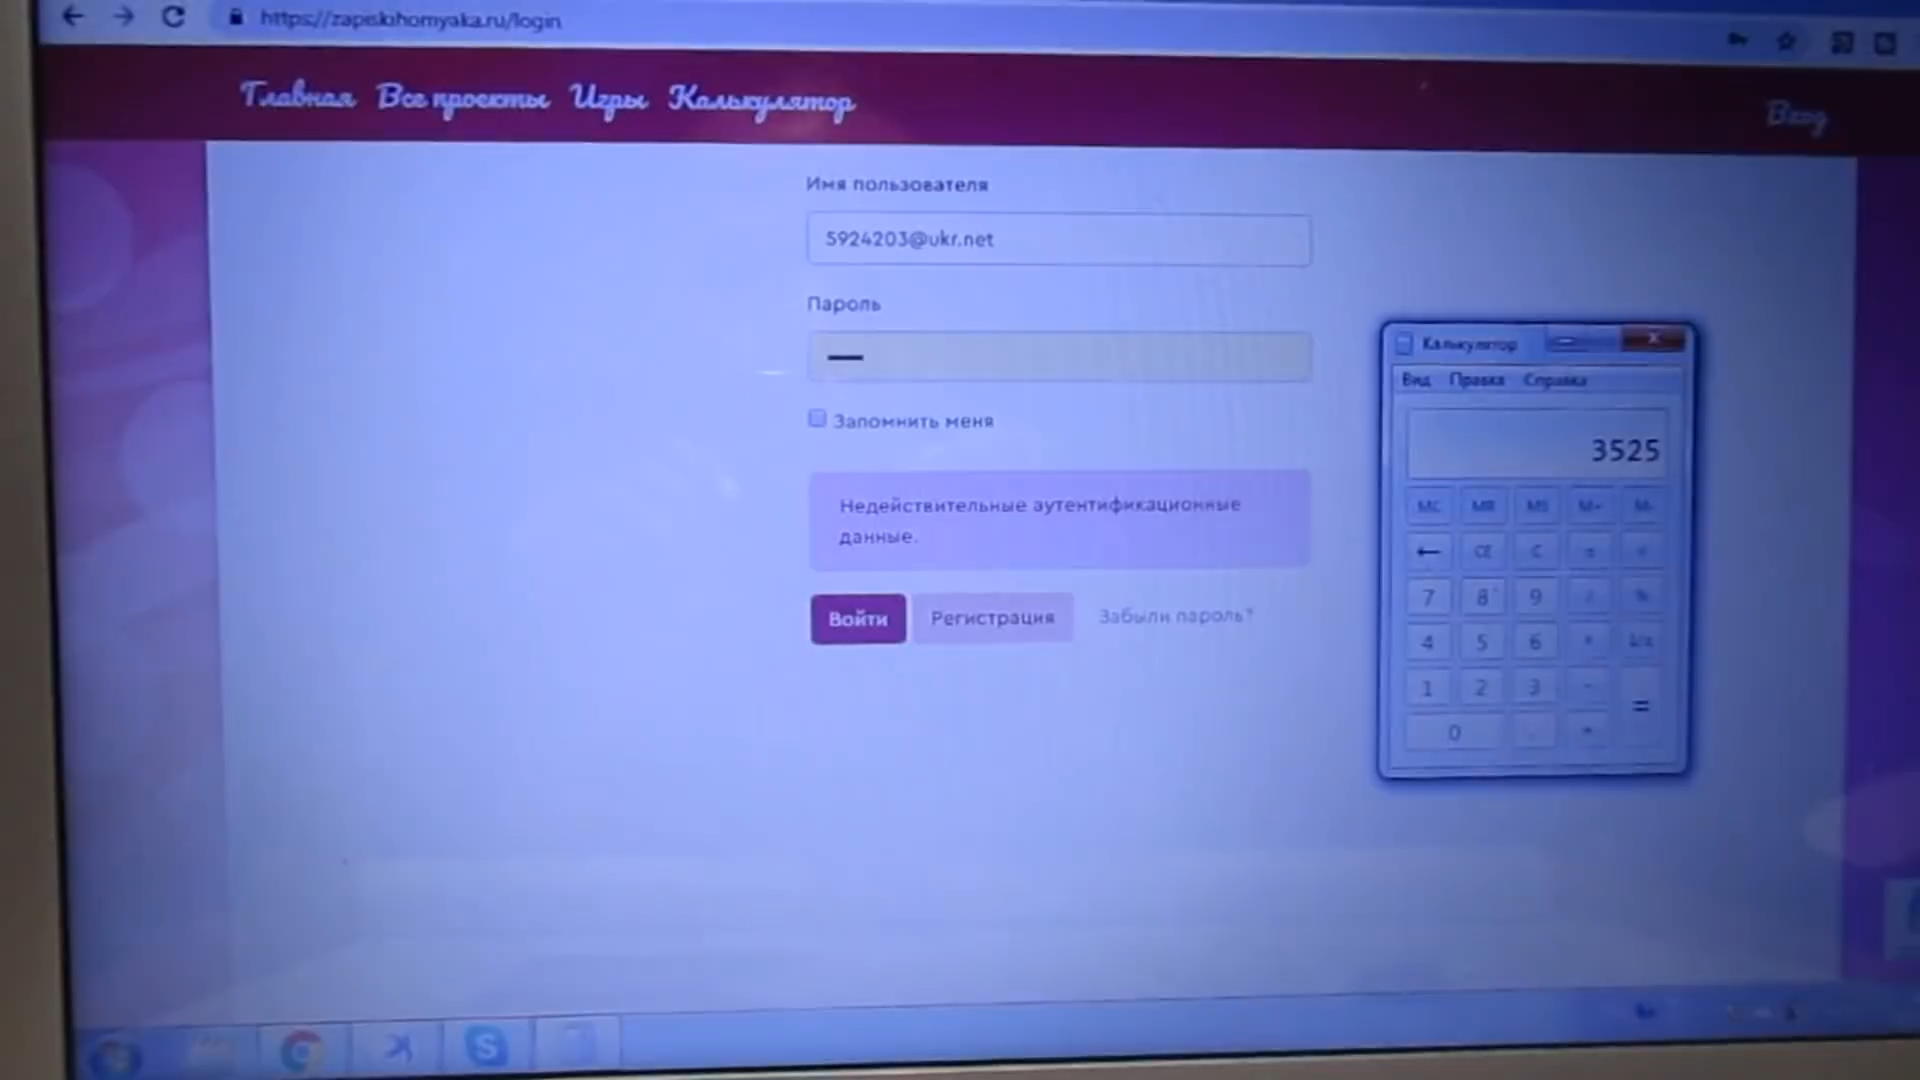 https://zapiskihomyaka.ru/login
Главная Все проекты Игры Калькулятор
Вход
Имя пользователя
5924203@ukr.net
Пароль
Запомнить меня
Недействительные аутентификационные
данные.
Войти Регистрация Забыли пароль?
Калькулятор
Вид Правка Справка
3525
MC MR MS M+ M-
← CE C ±
7 8 9 / %
4 5 6 * 1/x
1 2 3 - =
0 . +